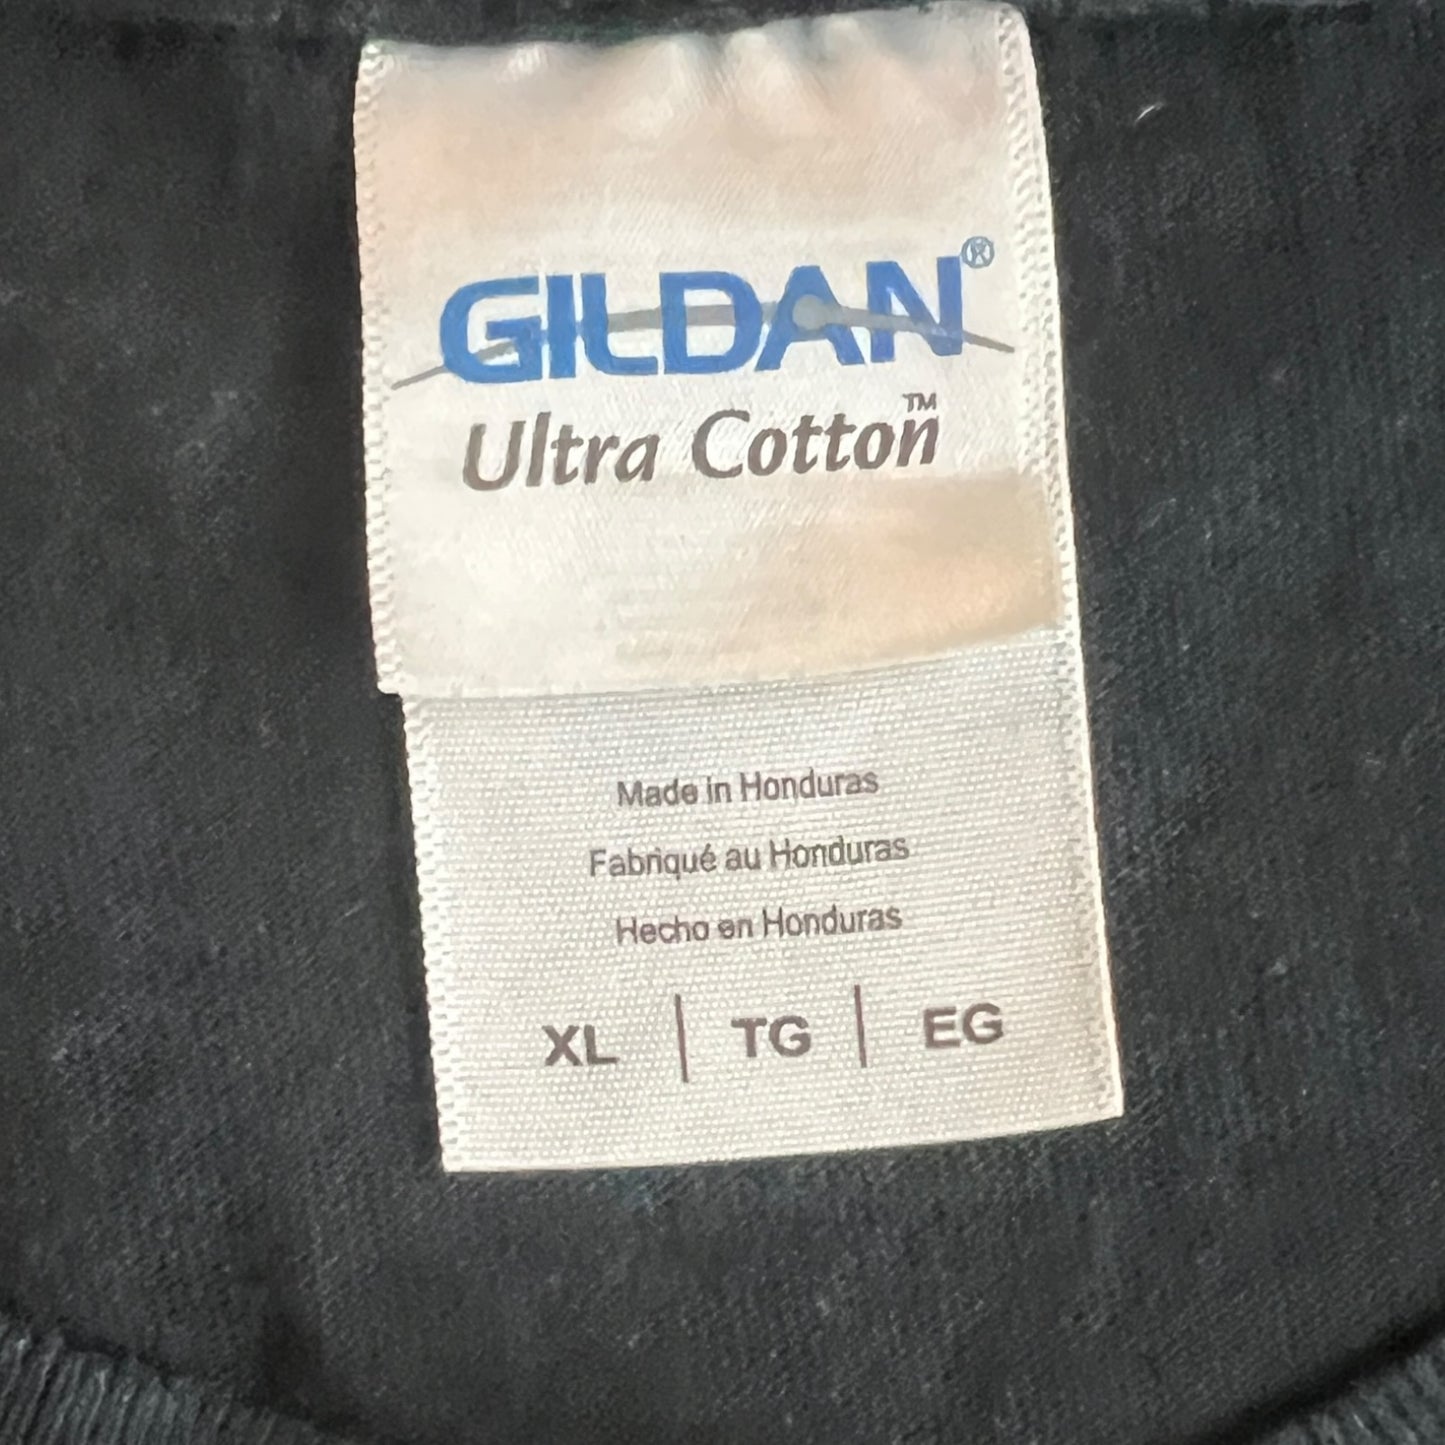 GILDAN®
Ultra Cotton™
Made in Honduras
Fabriqué au Honduras
Hecho en Honduras
XL | TG | EG